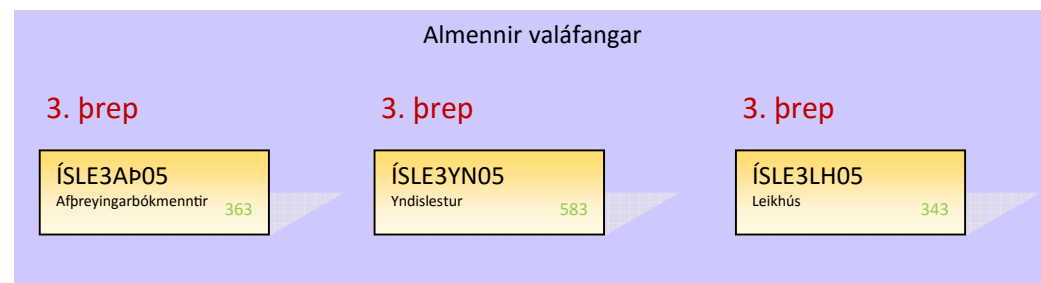 Almennir valáfangar
3. þrep
3. þrep
3. þrep
ÍSLE3AÞ05
Afþreyingarbókmenntir
363
ÍSLE3YN05
Yndislestur
583
ÍSLE3LH05
Leikhús
343